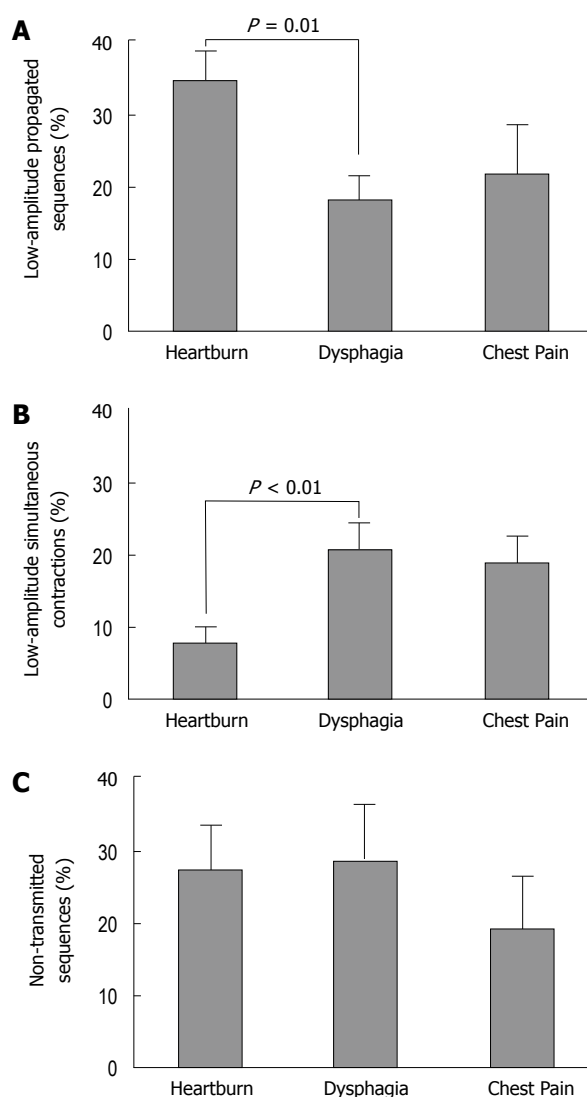 A
Low-amplitude propagated
sequences (%)
40
30
20
10
0
P = 0.01
Heartburn Dysphagia Chest Pain
B
Low-amplitude simultaneous
contractions (%)
40
30
20
10
0
P < 0.01
Heartburn Dysphagia Chest Pain
C
Non-transmitted
sequences (%)
40
30
20
10
0
Heartburn Dysphagia Chest Pain